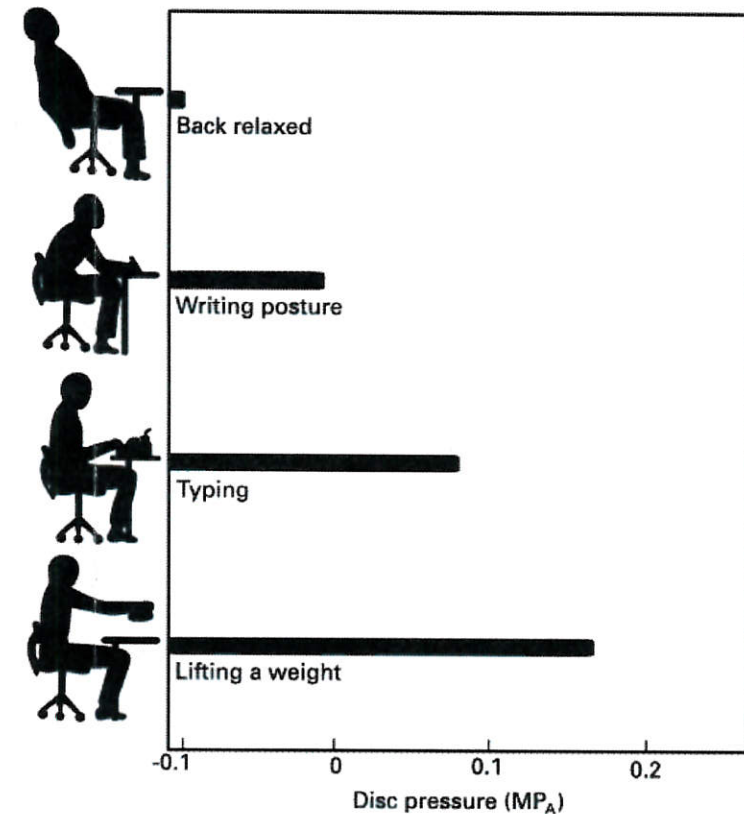 Back relaxed
Writing posture
Typing
Lifting a weight
-0.1 0 0.1 0.2
Disc pressure (MPA)